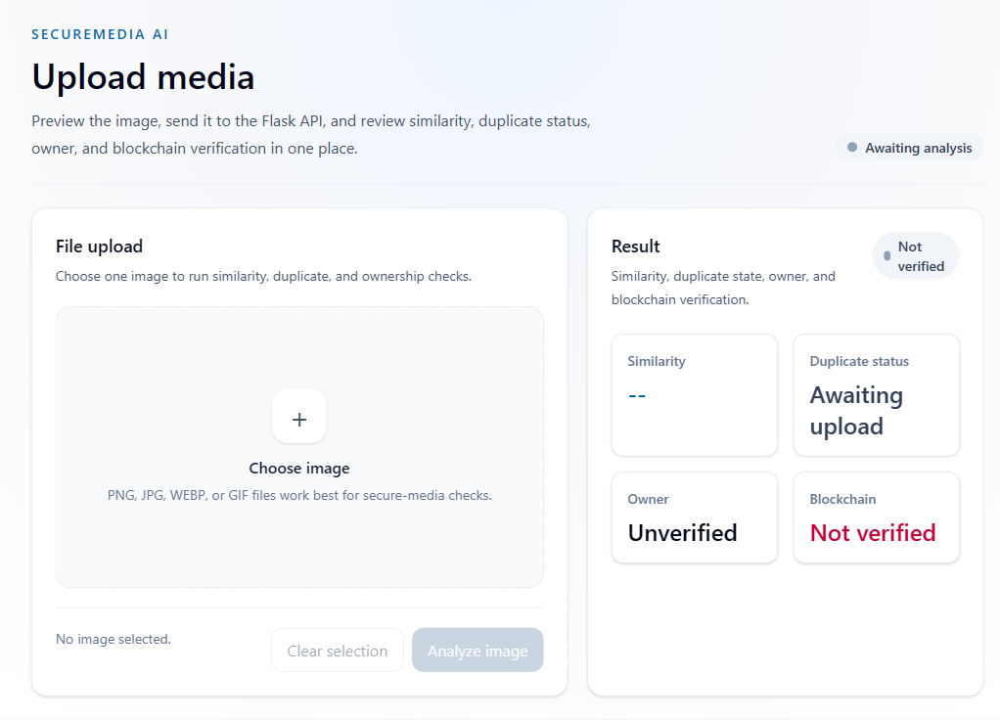 SECUREMEDIA AI
Upload media
Preview the image, send it to the Flask API, and review similarity, duplicate status,
owner, and blockchain verification in one place.
Awaiting analysis
File upload
Choose one image to run similarity, duplicate, and ownership checks.
+
Choose image
PNG, JPG, WEBP, or GIF files work best for secure-media checks.
No image selected.
Clear selection
Analyze image
Result
Similarity, duplicate state, owner, and
blockchain verification.
Not
verified
Similarity
--
Duplicate status
Awaiting
upload
Owner
Unverified
Blockchain
Not verified